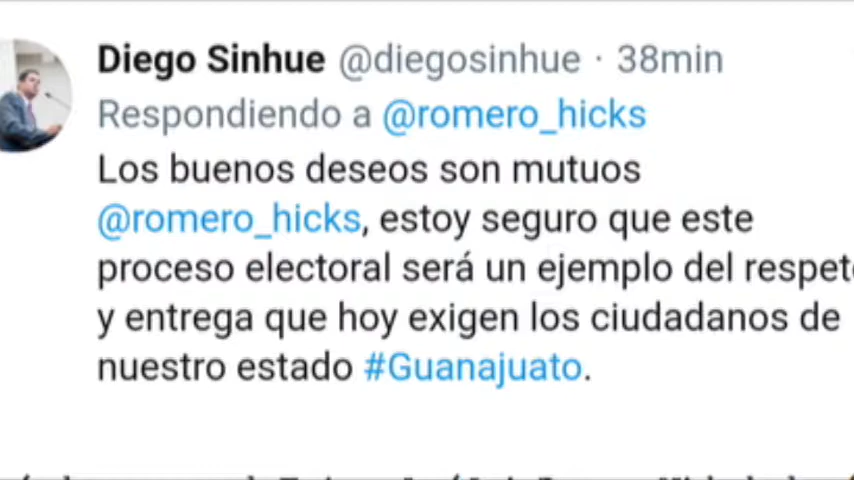 Diego Sinhue @diegosinhue · 38min
Respondiendo a @romero_hicks
Los buenos deseos son mutuos
@romero_hicks, estoy seguro que este
proceso electoral será un ejemplo del
y entrega que hoy exigen los ciudadanos de
nuestro estado #Guanajuato.